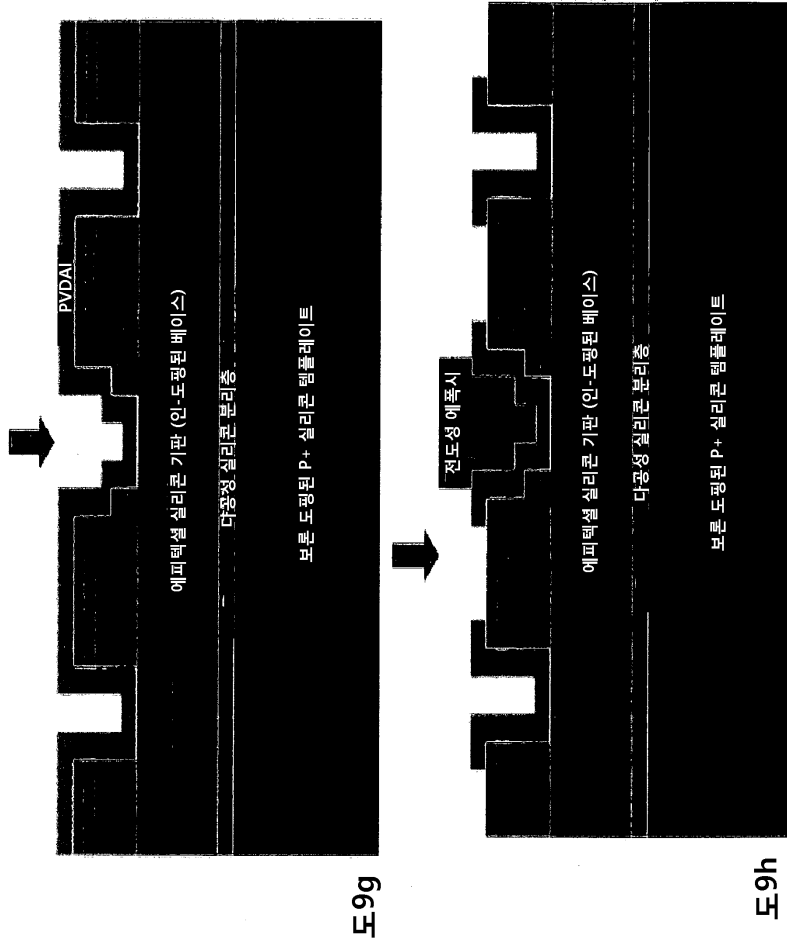 PVDAl
에피텍셜 실리콘 기판 (인-도핑된 베이스)
다공성 실리콘 분리층
보론 도핑된 P+ 실리콘 템플레이트
도9g
전도성 에폭시
에피텍셜 실리콘 기판 (인-도핑된 베이스)
다공성 실리콘 분리층
보론 도핑된 P+ 실리콘 템플레이트
도9h